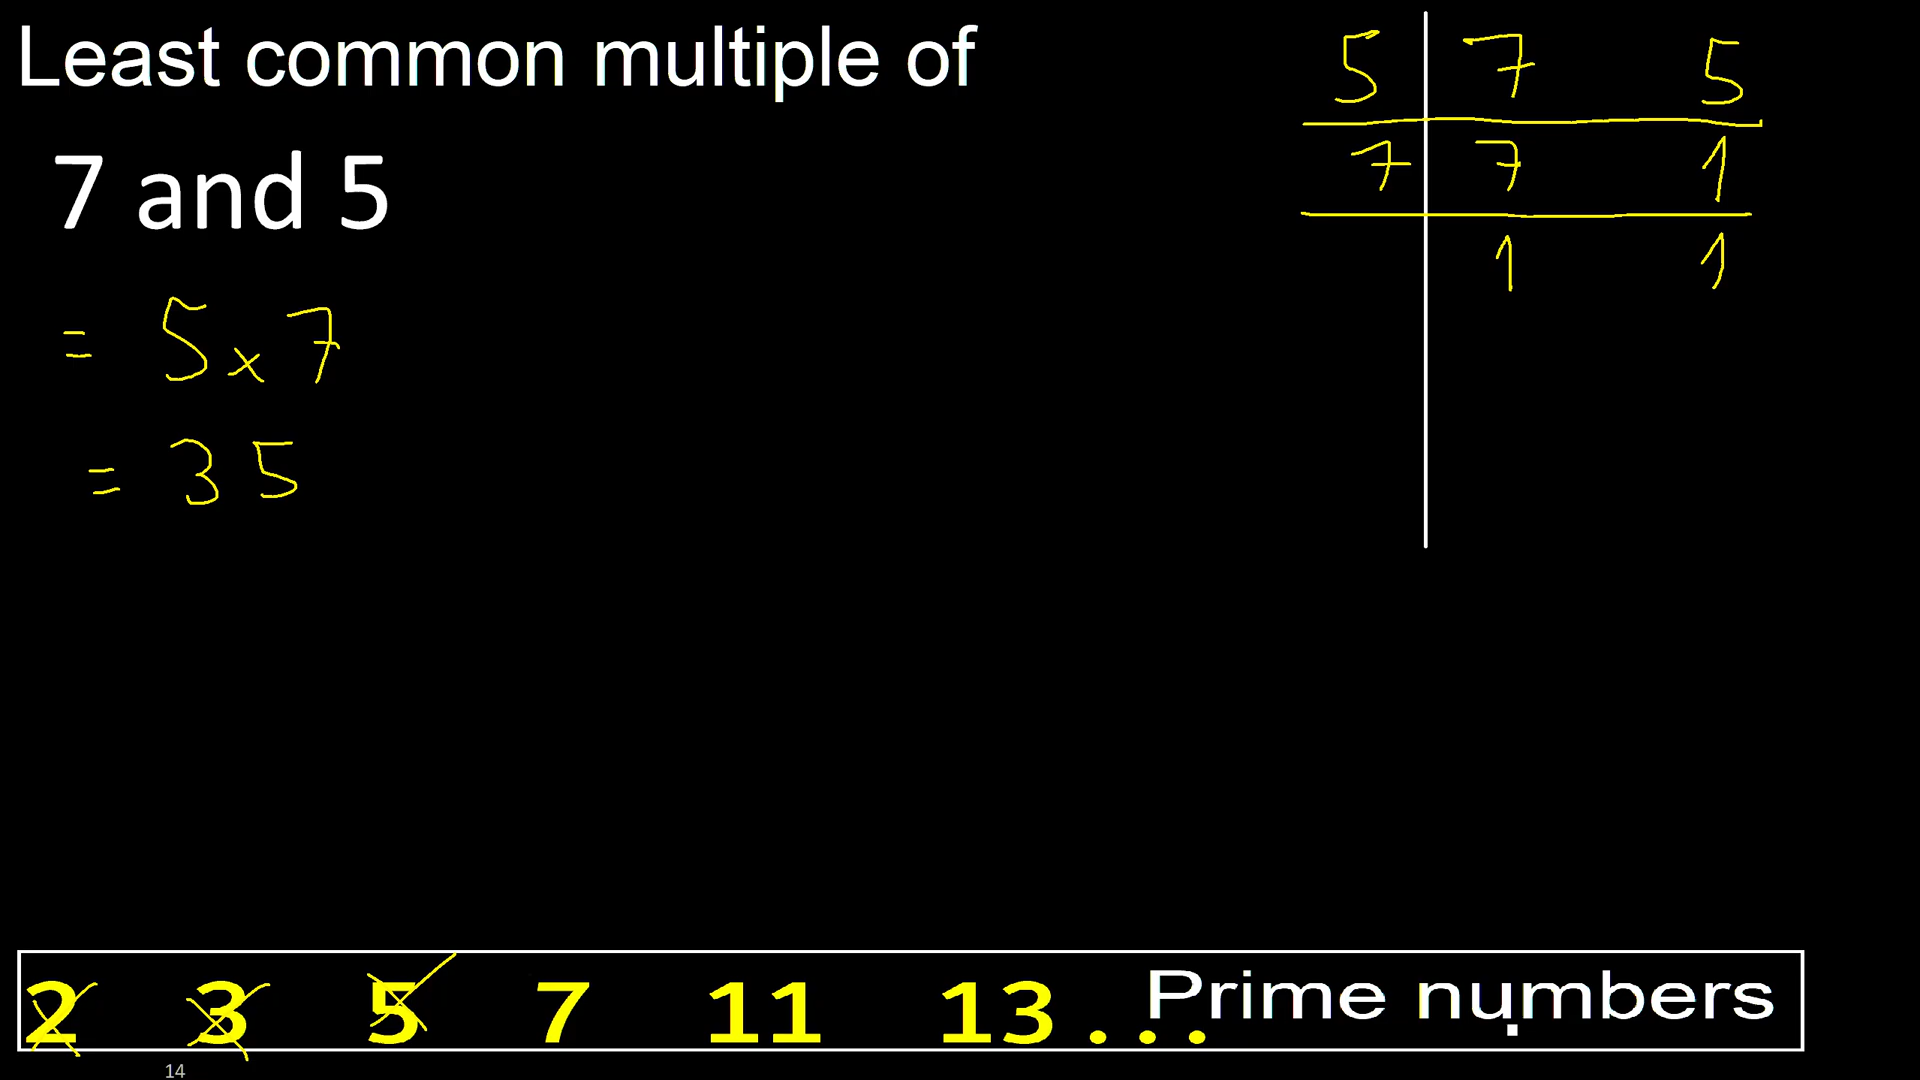 Least common multiple of
7 and 5
= 5 x 7
= 35
5 7 5
7 7 1
1 1
2 3 5 7 11 13 ... Prime numbers
14